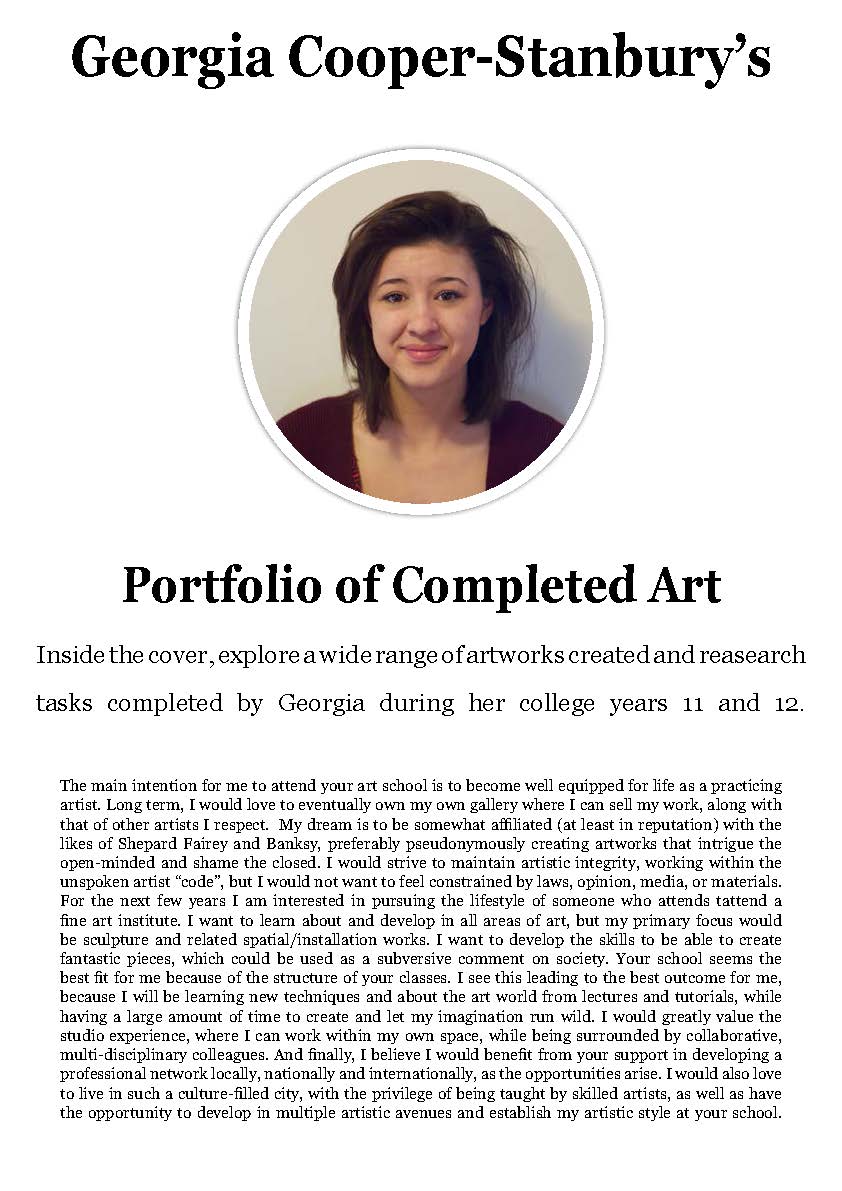 Georgia Cooper-Stanbury’s
Portfolio of Completed Art
Inside the cover, explore a wide range of artworks created and reasearch
tasks completed by Georgia during her college years 11 and 12.
The main intention for me to attend your art school is to become well equipped for life as a practicing
artist. Long term, I would love to eventually own my own gallery where I can sell my work, along with
that of other artists I respect.  My dream is to be somewhat affiliated (at least in reputation) with the
likes of Shepard Fairey and Banksy, preferably pseudonymously creating artworks that intrigue the
open-minded and shame the closed. I would strive to maintain artistic integrity, working within the
unspoken artist “code”, but I would not want to feel constrained by laws, opinion, media, or materials.
For the next few years I am interested in pursuing the lifestyle of someone who attends tattend a
fine art institute. I want to learn about and develop in all areas of art, but my primary focus would
be sculpture and related spatial/installation works. I want to develop the skills to be able to create
fantastic pieces, which could be used as a subversive comment on society. Your school seems the
best fit for me because of the structure of your classes. I see this leading to the best outcome for me,
because I will be learning new techniques and about the art world from lectures and tutorials, while
having a large amount of time to create and let my imagination run wild. I would greatly value the
studio experience, where I can work within my own space, while being surrounded by collaborative,
multi-disciplinary colleagues. And finally, I believe I would benefit from your support in developing a
professional network locally, nationally and internationally, as the opportunities arise. I would also love
to live in such a culture-filled city, with the privilege of being taught by skilled artists, as well as have
the opportunity to develop in multiple artistic avenues and establish my artistic style at your school.